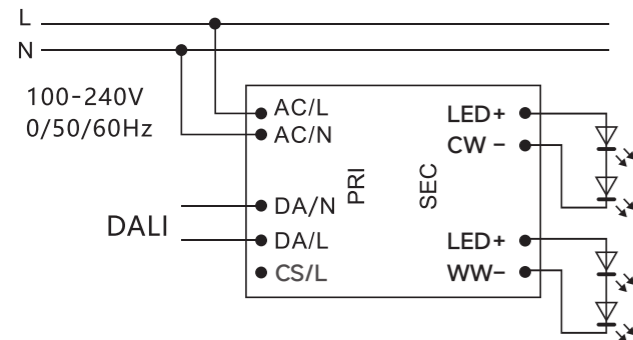 L
N
100-240V
0/50/60Hz
AC/L
AC/N
DALI
DA/N
DA/L
CS/L
PRI
SEC
LED+
CW -
LED+
WW-